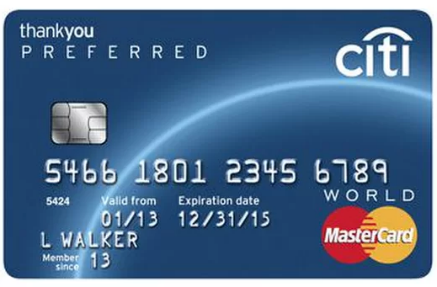 thankyou
PREFERRED
citi
5466 1801 2345 6789
WORLD
5424 Valid from Expiration date
01/13 12/31/15
L WALKER
Member since 13
MasterCard